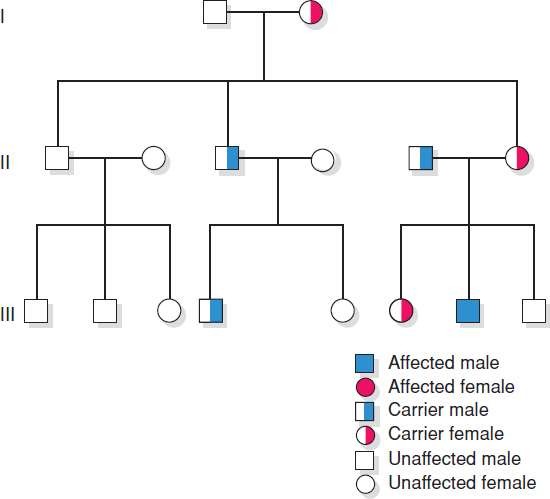 I
II
III
Affected male
Affected female
Carrier male
Carrier female
Unaffected male
Unaffected female